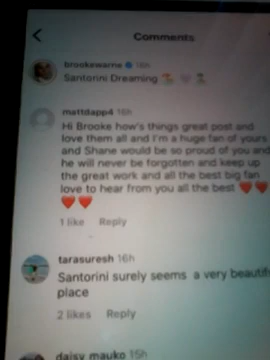 Comments
brookewarne 16h
Santorini Dreaming
mattdapp4 16h
Hi Brooke how's things great post and
love them all and I'm a huge fan of yours
and Shane would be so proud of you and
he will never be forgotten and keep up
the great work and all the best big fan
love to hear from you all the best ❤️❤️
❤️❤️
1 like Reply
tarasuresh 16h
Santorini surely seems a very beautif
place
2 likes Reply
daisy_mauko 15h